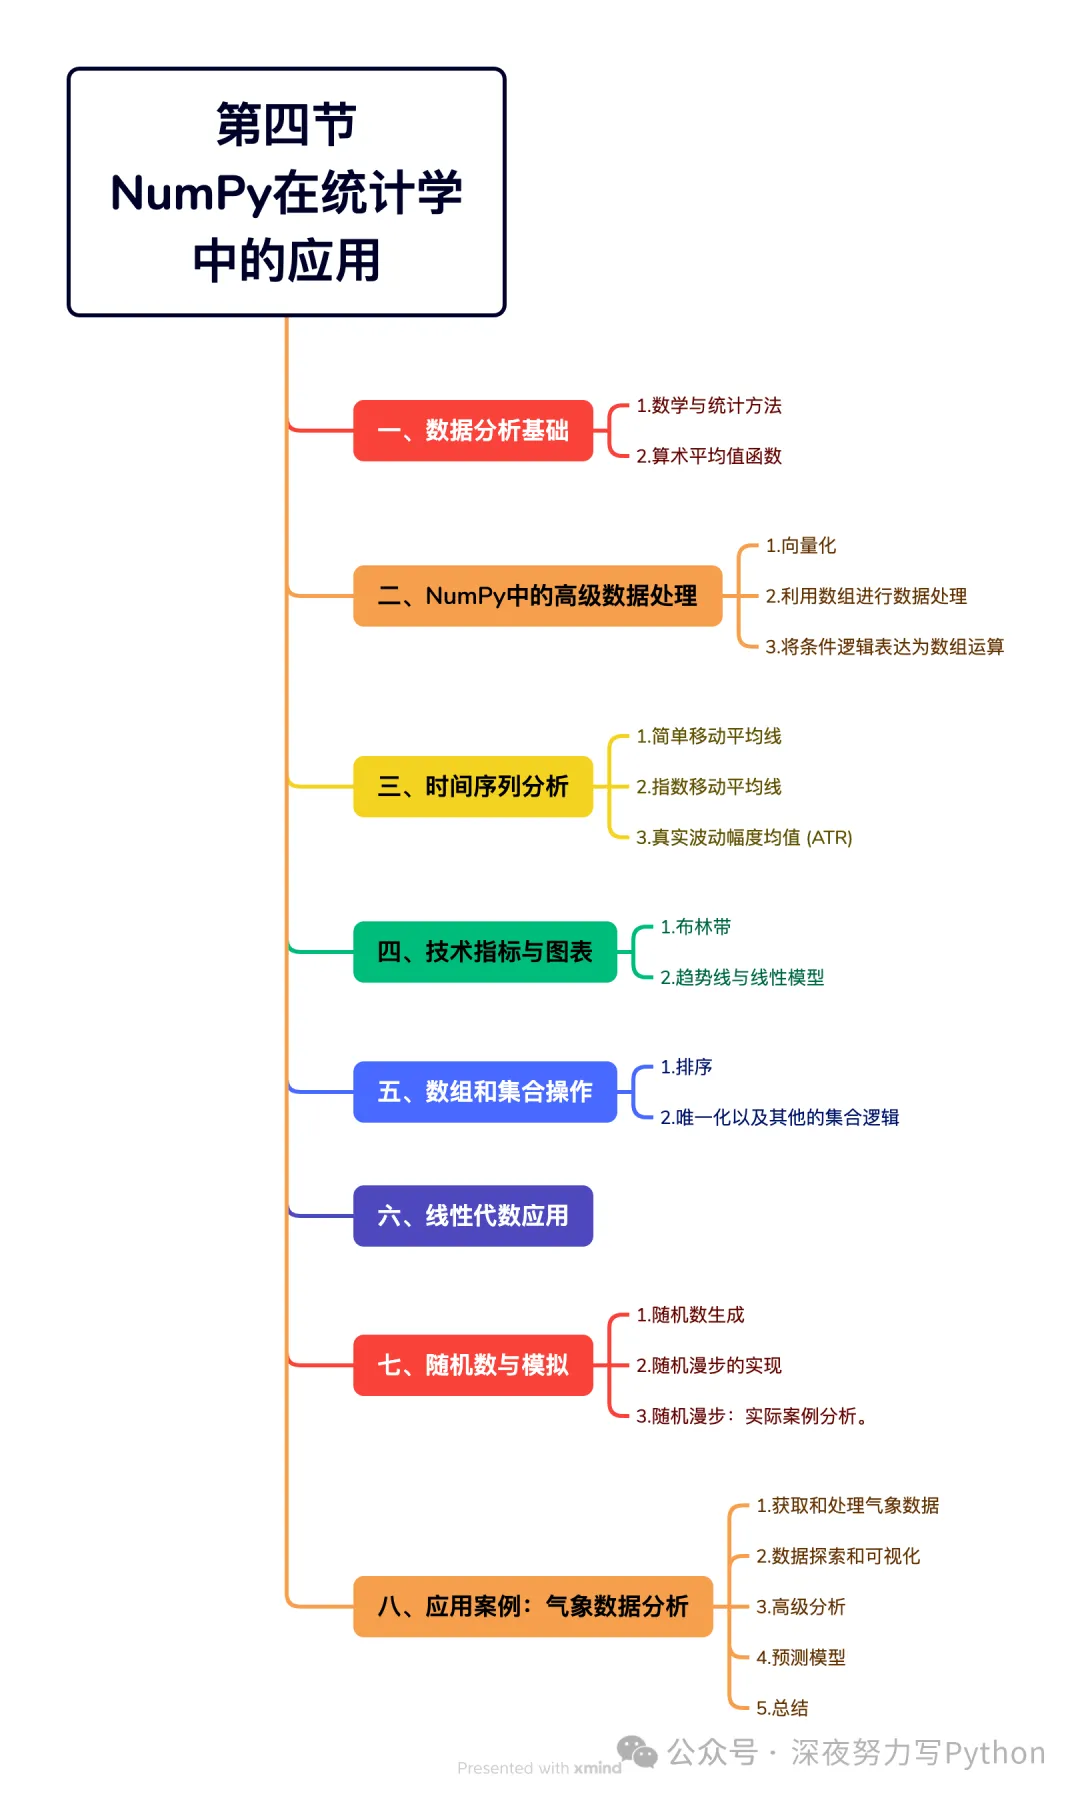 第四节
NumPy在统计学
中的应用
一、数据分析基础
1.数学与统计方法
2.算术平均值函数
二、NumPy中的高级数据处理
1.向量化
2.利用数组进行数据处理
3.将条件逻辑表达为数组运算
三、时间序列分析
1.简单移动平均线
2.指数移动平均线
3.真实波动幅度均值 (ATR)
四、技术指标与图表
1.布林带
2.趋势线与线性模型
五、数组和集合操作
1.排序
2.唯一化以及其他的集合逻辑
六、线性代数应用
七、随机数与模拟
1.随机数生成
2.随机漫步的实现
3.随机漫步：实际案例分析。
八、应用案例：气象数据分析
1.获取和处理气象数据
2.数据探索和可视化
3.高级分析
4.预测模型
5.总结
公众号 · 深夜努力写Python
Presented with xmind